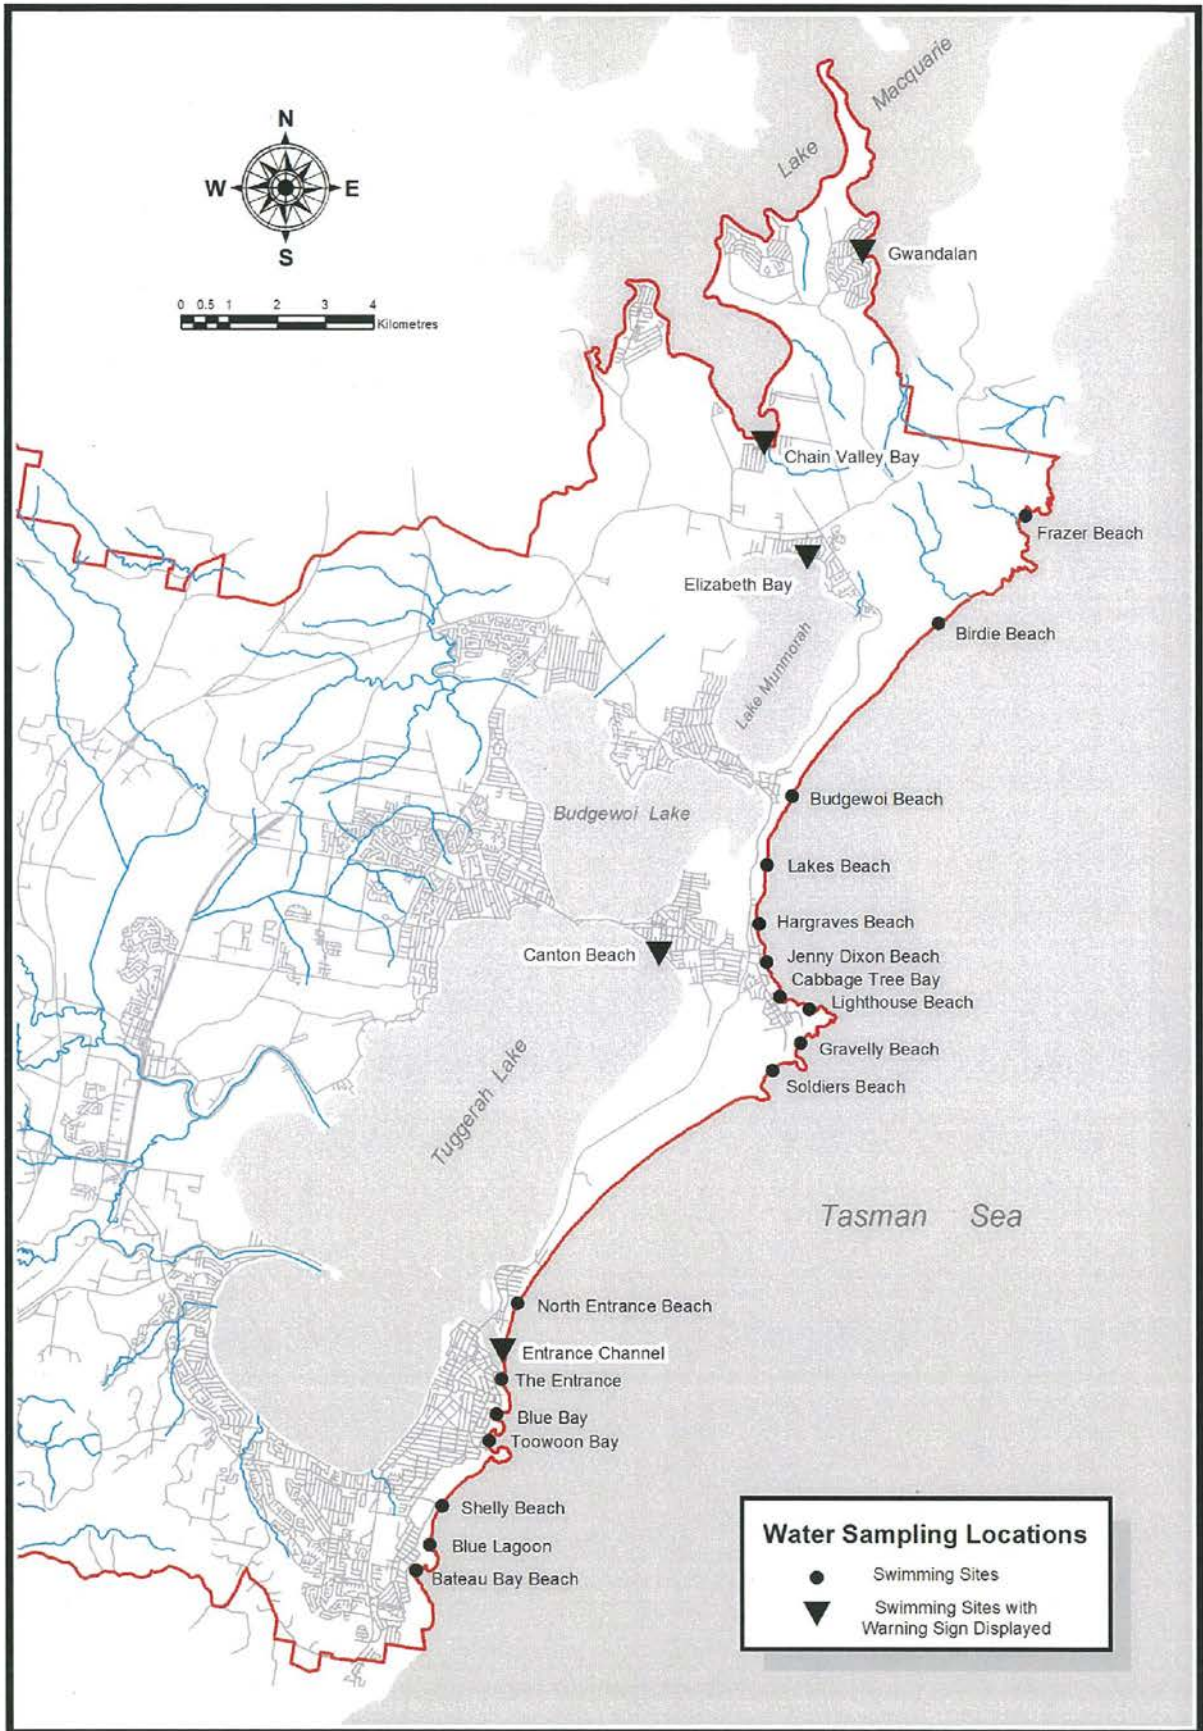 Lake Macquarie
N
W E
S
0 0.5 1 2 3 4
Kilometres
Gwandalan
Chain Valley Bay
Frazer Beach
Elizabeth Bay
Birdie Beach
Lake Munmorah
Budgewoi Beach
Budgewoi Lake
Lakes Beach
Hargraves Beach
Canton Beach
Jenny Dixon Beach
Cabbage Tree Bay
Lighthouse Beach
Gravelly Beach
Soldiers Beach
Tuggerah Lake
Tasman Sea
North Entrance Beach
Entrance Channel
The Entrance
Blue Bay
Toowoon Bay
Shelly Beach
Blue Lagoon
Bateau Bay Beach
Water Sampling Locations
Swimming Sites
Swimming Sites with
Warning Sign Displayed